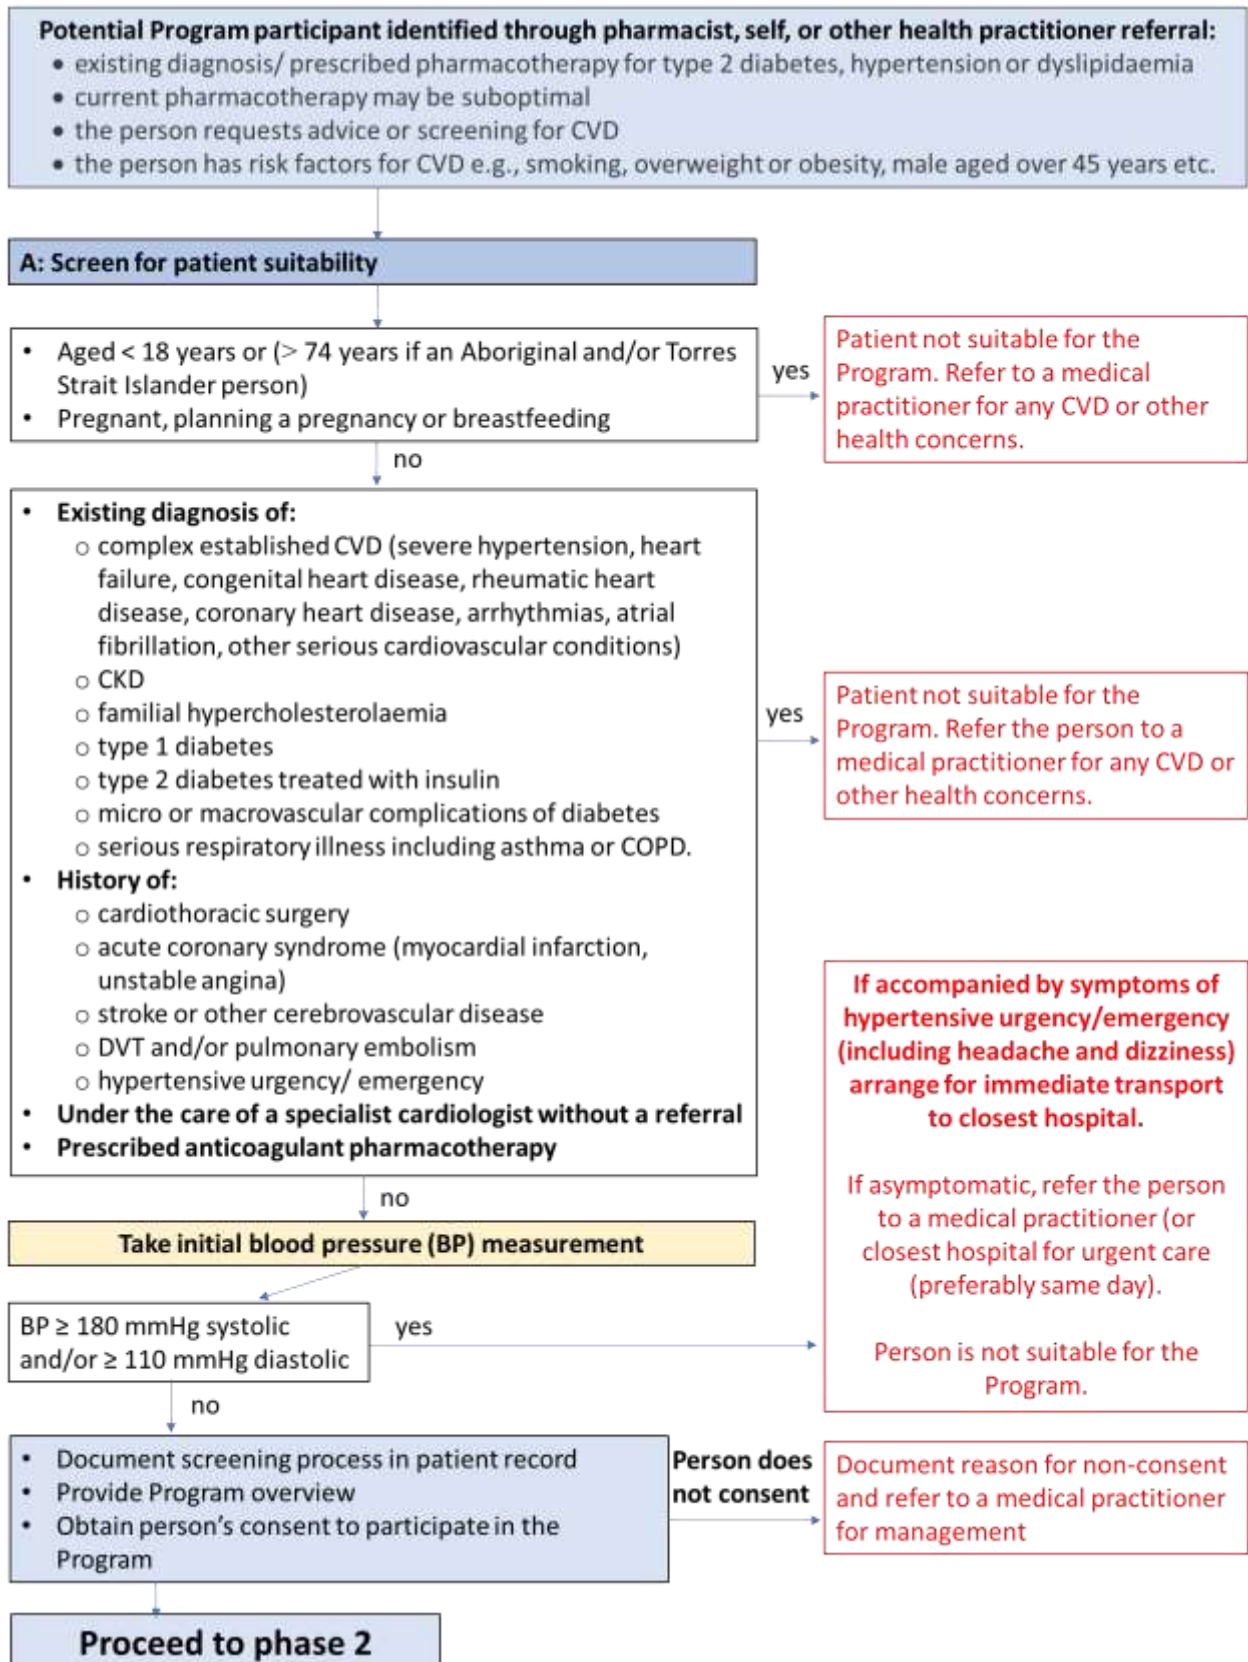 Potential Program participant identified through pharmacist, self, or other health practitioner referral:
• existing diagnosis/ prescribed pharmacotherapy for type 2 diabetes, hypertension or dyslipidaemia
• current pharmacotherapy may be suboptimal
• the person requests advice or screening for CVD
• the person has risk factors for CVD e.g., smoking, overweight or obesity, male aged over 45 years etc.
A: Screen for patient suitability
• Aged < 18 years or (> 74 years if an Aboriginal and/or Torres
Strait Islander person)
• Pregnant, planning a pregnancy or breastfeeding
yes
Patient not suitable for the
Program. Refer to a medical
practitioner for any CVD or other
health concerns.
no
• Existing diagnosis of:
o complex established CVD (severe hypertension, heart
failure, congenital heart disease, rheumatic heart
disease, coronary heart disease, arrhythmias, atrial
fibrillation, other serious cardiovascular conditions)
o CKD
o familial hypercholesterolaemia
o type 1 diabetes
o type 2 diabetes treated with insulin
o micro or macrovascular complications of diabetes
o serious respiratory illness including asthma or COPD.
• History of:
o cardiothoracic surgery
o acute coronary syndrome (myocardial infarction,
unstable angina)
o stroke or other cerebrovascular disease
o DVT and/or pulmonary embolism
o hypertensive urgency/ emergency
• Under the care of a specialist cardiologist without a referral
• Prescribed anticoagulant pharmacotherapy
yes
Patient not suitable for the
Program. Refer the person to a
medical practitioner for any CVD or
other health concerns.
no
Take initial blood pressure (BP) measurement
BP ≥ 180 mmHg systolic
and/or ≥ 110 mmHg diastolic
yes
If accompanied by symptoms of
hypertensive urgency/emergency
(including headache and dizziness)
arrange for immediate transport
to closest hospital.
If asymptomatic, refer the person
to a medical practitioner (or
closest hospital for urgent care
(preferably same day).
Person is not suitable for the
Program.
no
• Document screening process in patient record
• Provide Program overview
• Obtain person's consent to participate in the
Program
Person does
not consent
Document reason for non-consent
and refer to a medical practitioner
for management
Proceed to phase 2